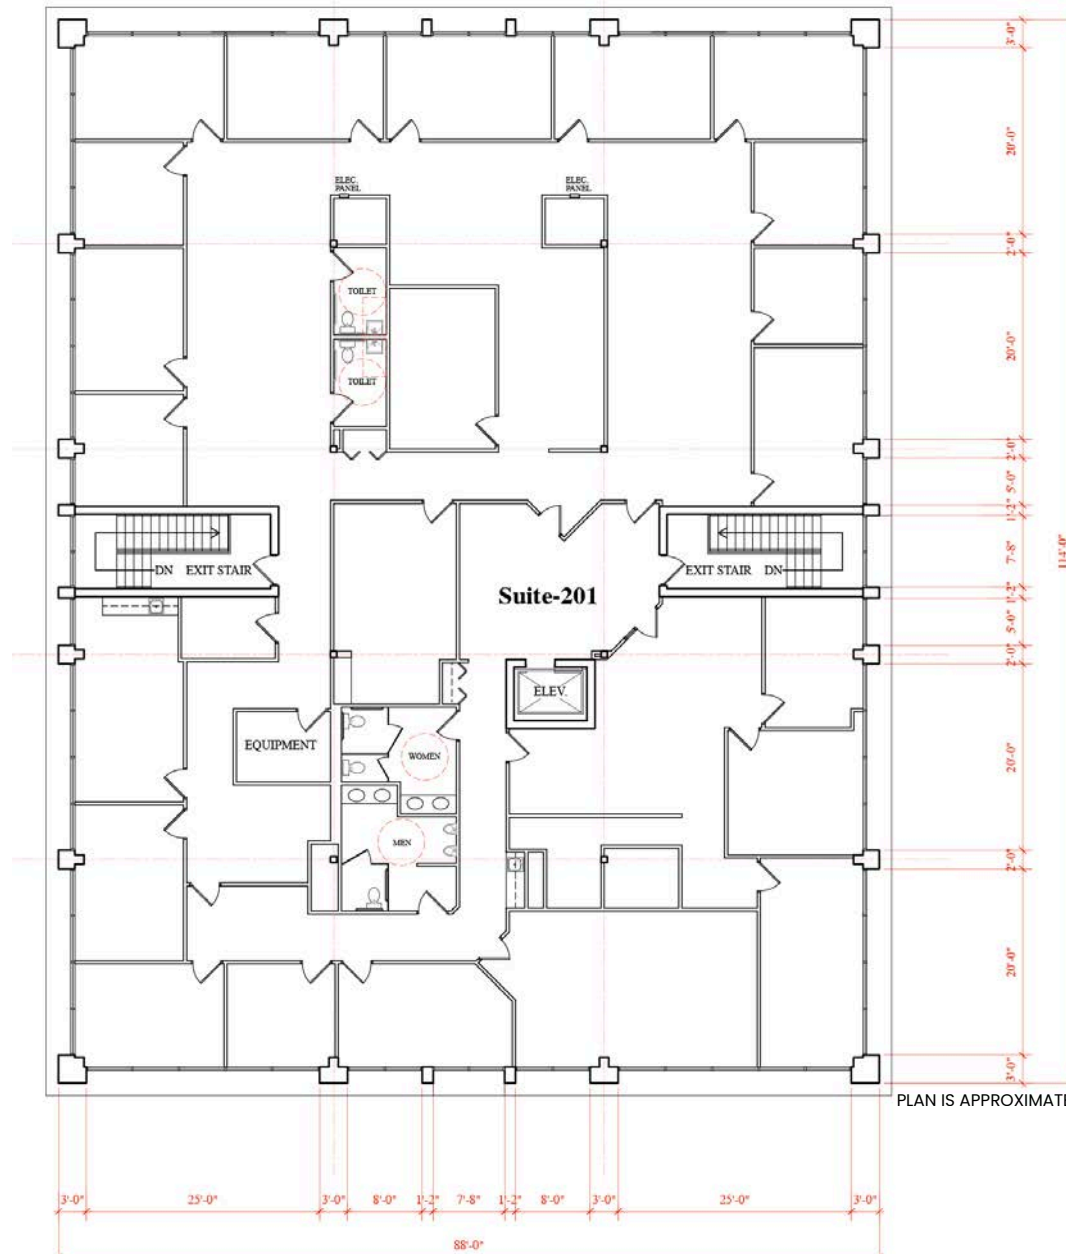 ELEC.
PANEL
ELEC.
PANEL
TOILET
TOILET
DN EXIT STAIR
EXIT STAIR DN
Suite-201
ELEV.
EQUIPMENT
WOMEN
MEN
3'-0"
20'-0"
2'-0"
20'-0"
2'-0"
5'-0"
1'-2"
7'-8"
1'-2"
5'-0"
2'-0"
20'-0"
2'-0"
20'-0"
3'-0"
114'-0"
PLAN IS APPROXIMATE
3'-0" 25'-0" 3'-0" 8'-0" 1'-2" 7'-8" 1'-2" 8'-0" 3'-0" 25'-0" 3'-0"
88'-0"